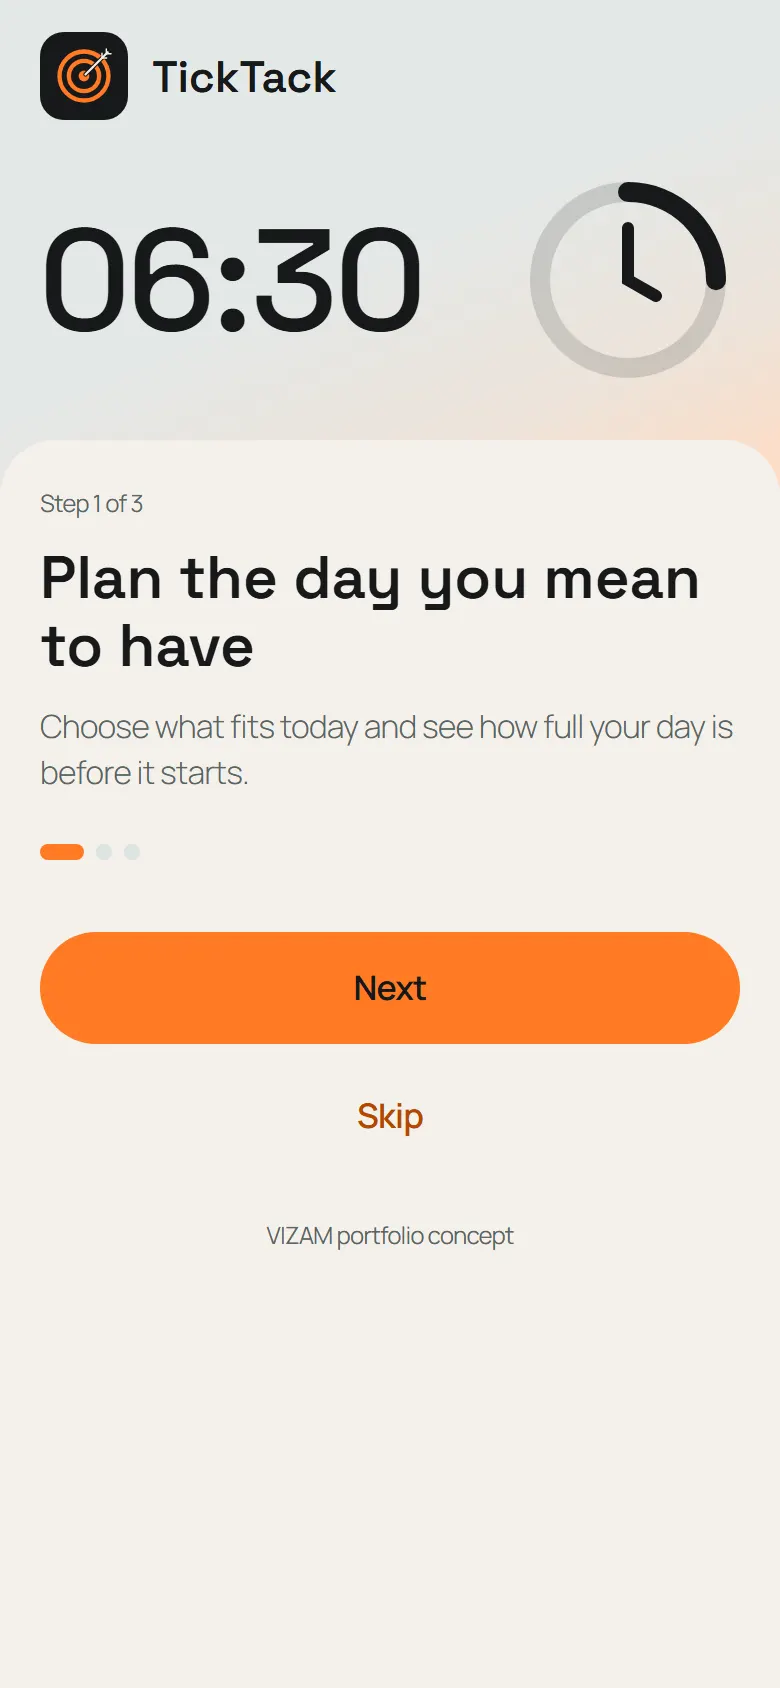 TickTack
06:30
Step 1 of 3
Plan the day you mean
to have
Choose what fits today and see how full your day is
before it starts.
Next
Skip
VIZAM portfolio concept